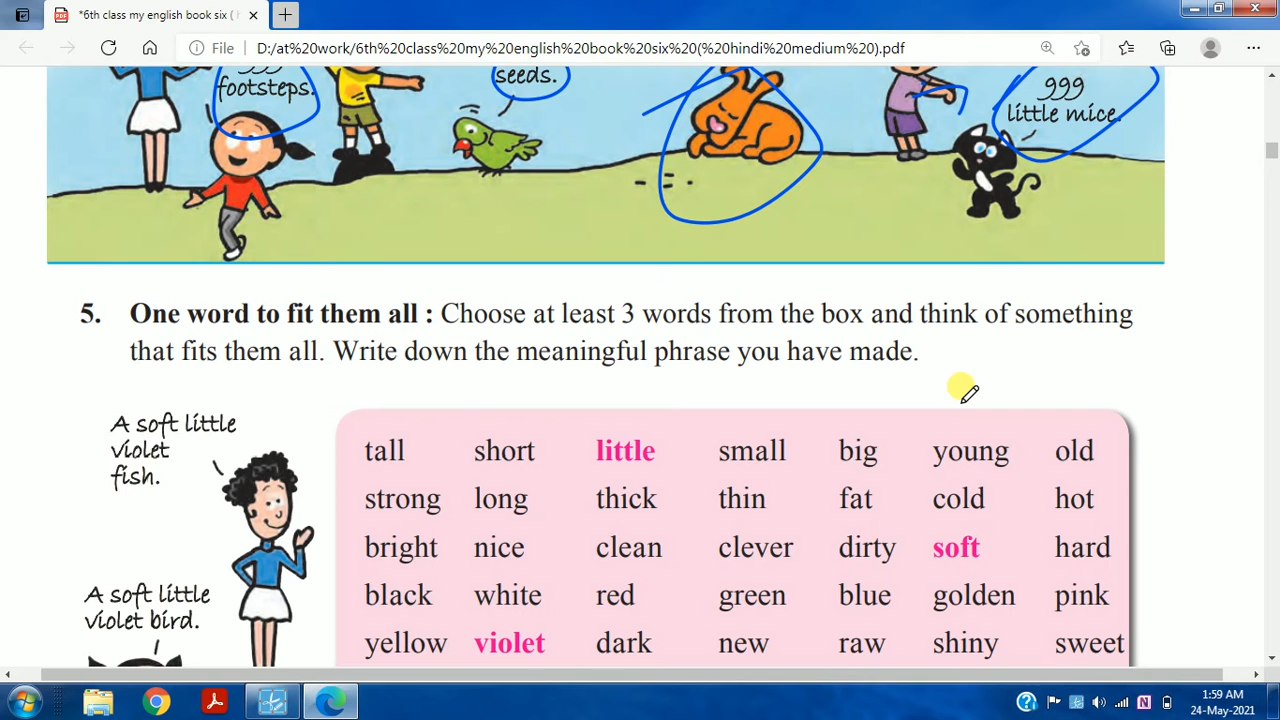 *6th class my english book six ( h
File
D:/at%20work/6th%20class%20my%20english%20book%20six%20(%20hindi%20medium%20).pdf
footsteps.
seeds.
999
little mice.
5. One word to fit them all : Choose at least 3 words from the box and think of something
that fits them all. Write down the meaningful phrase you have made.
A soft little
violet
fish.
A soft little
violet bird.
tall short little small big young old
strong long thick thin fat cold hot
bright nice clean clever dirty soft hard
black white red green blue golden pink
yellow violet dark new raw shiny sweet
1:59 AM
24-May-2021